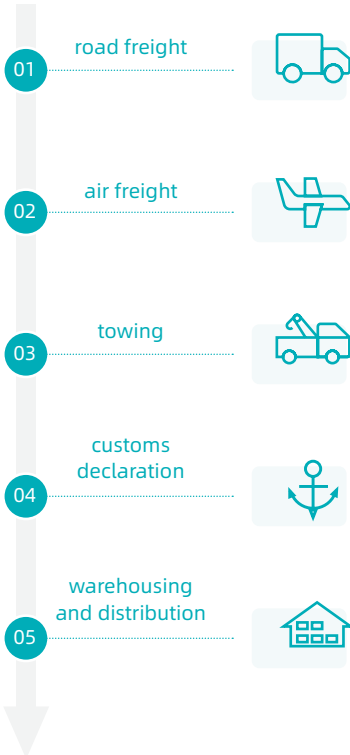 road freight
01
air freight
02
towing
03
customs
declaration
04
warehousing
and distribution
05